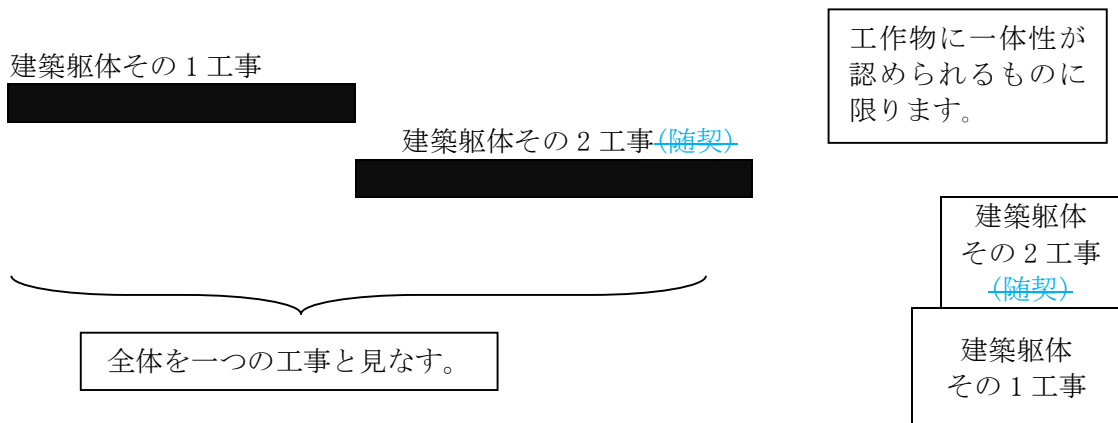 建築躯体その1工事
工作物に一体性が
認められるものに
限ります。
建築躯体その2工事(随契)
建築躯体
その2工事
(随契)
全体を一つの工事と見なす。
建築躯体
その1工事